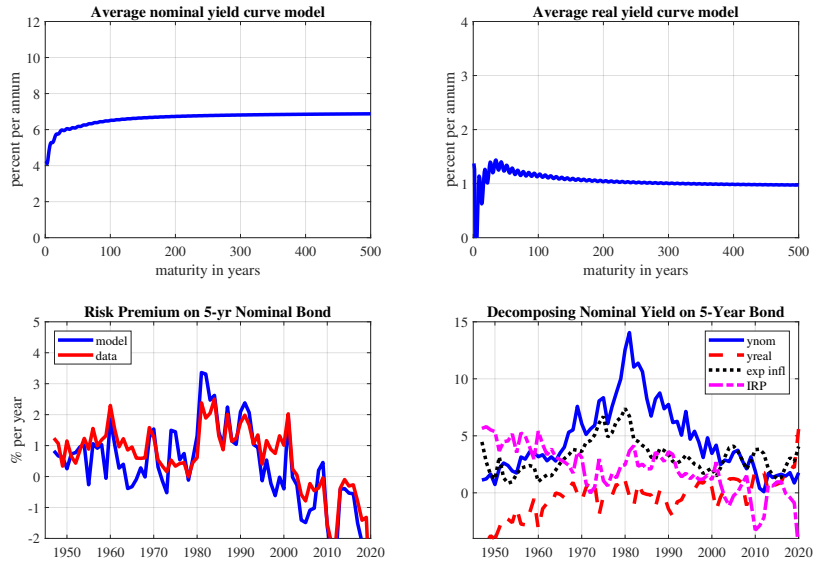 Average nominal yield curve model
percent per annum
12
10
8
6
4
2
0
0 100 200 300 400 500
maturity in years
Average real yield curve model
percent per annum
4
3
2
1
0
0 100 200 300 400 500
maturity in years
Risk Premium on 5-yr Nominal Bond
% per year
5
4
3
2
1
0
-1
-2
model
data
1950 1960 1970 1980 1990 2000 2010 2020
Decomposing Nominal Yield on 5-Year Bond
15
10
5
0
ynom
yreal
exp infl
IRP
1950 1960 1970 1980 1990 2000 2010 2020